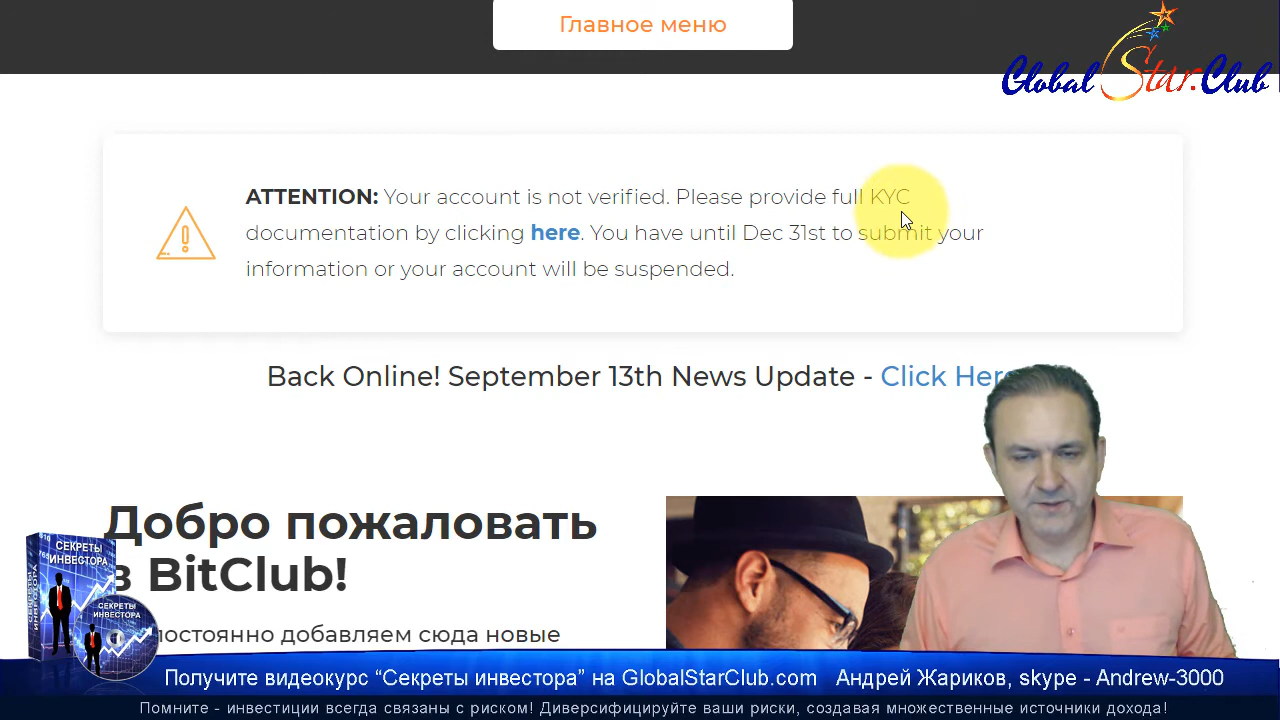 Главное меню
Global Star.Club
ATTENTION: Your account is not verified. Please provide full KYC
documentation by clicking here. You have until Dec 31st to submit your
information or your account will be suspended.
Back Online! September 13th News Update - Click Here
Добро пожаловать
в BitClub!
постоянно добавляем сюда новые
СЕКРЕТЫ
ИНВЕСТОРА
СЕКРЕТЫ
ИНВЕСТОРА
Получите видеокурс “Секреты инвестора” на GlobalStarClub.com Андрей Жариков, skype - Andrew-3000
Помните - инвестиции всегда связаны с риском! Диверсифицируйте ваши риски, создавая множественные источники дохода!